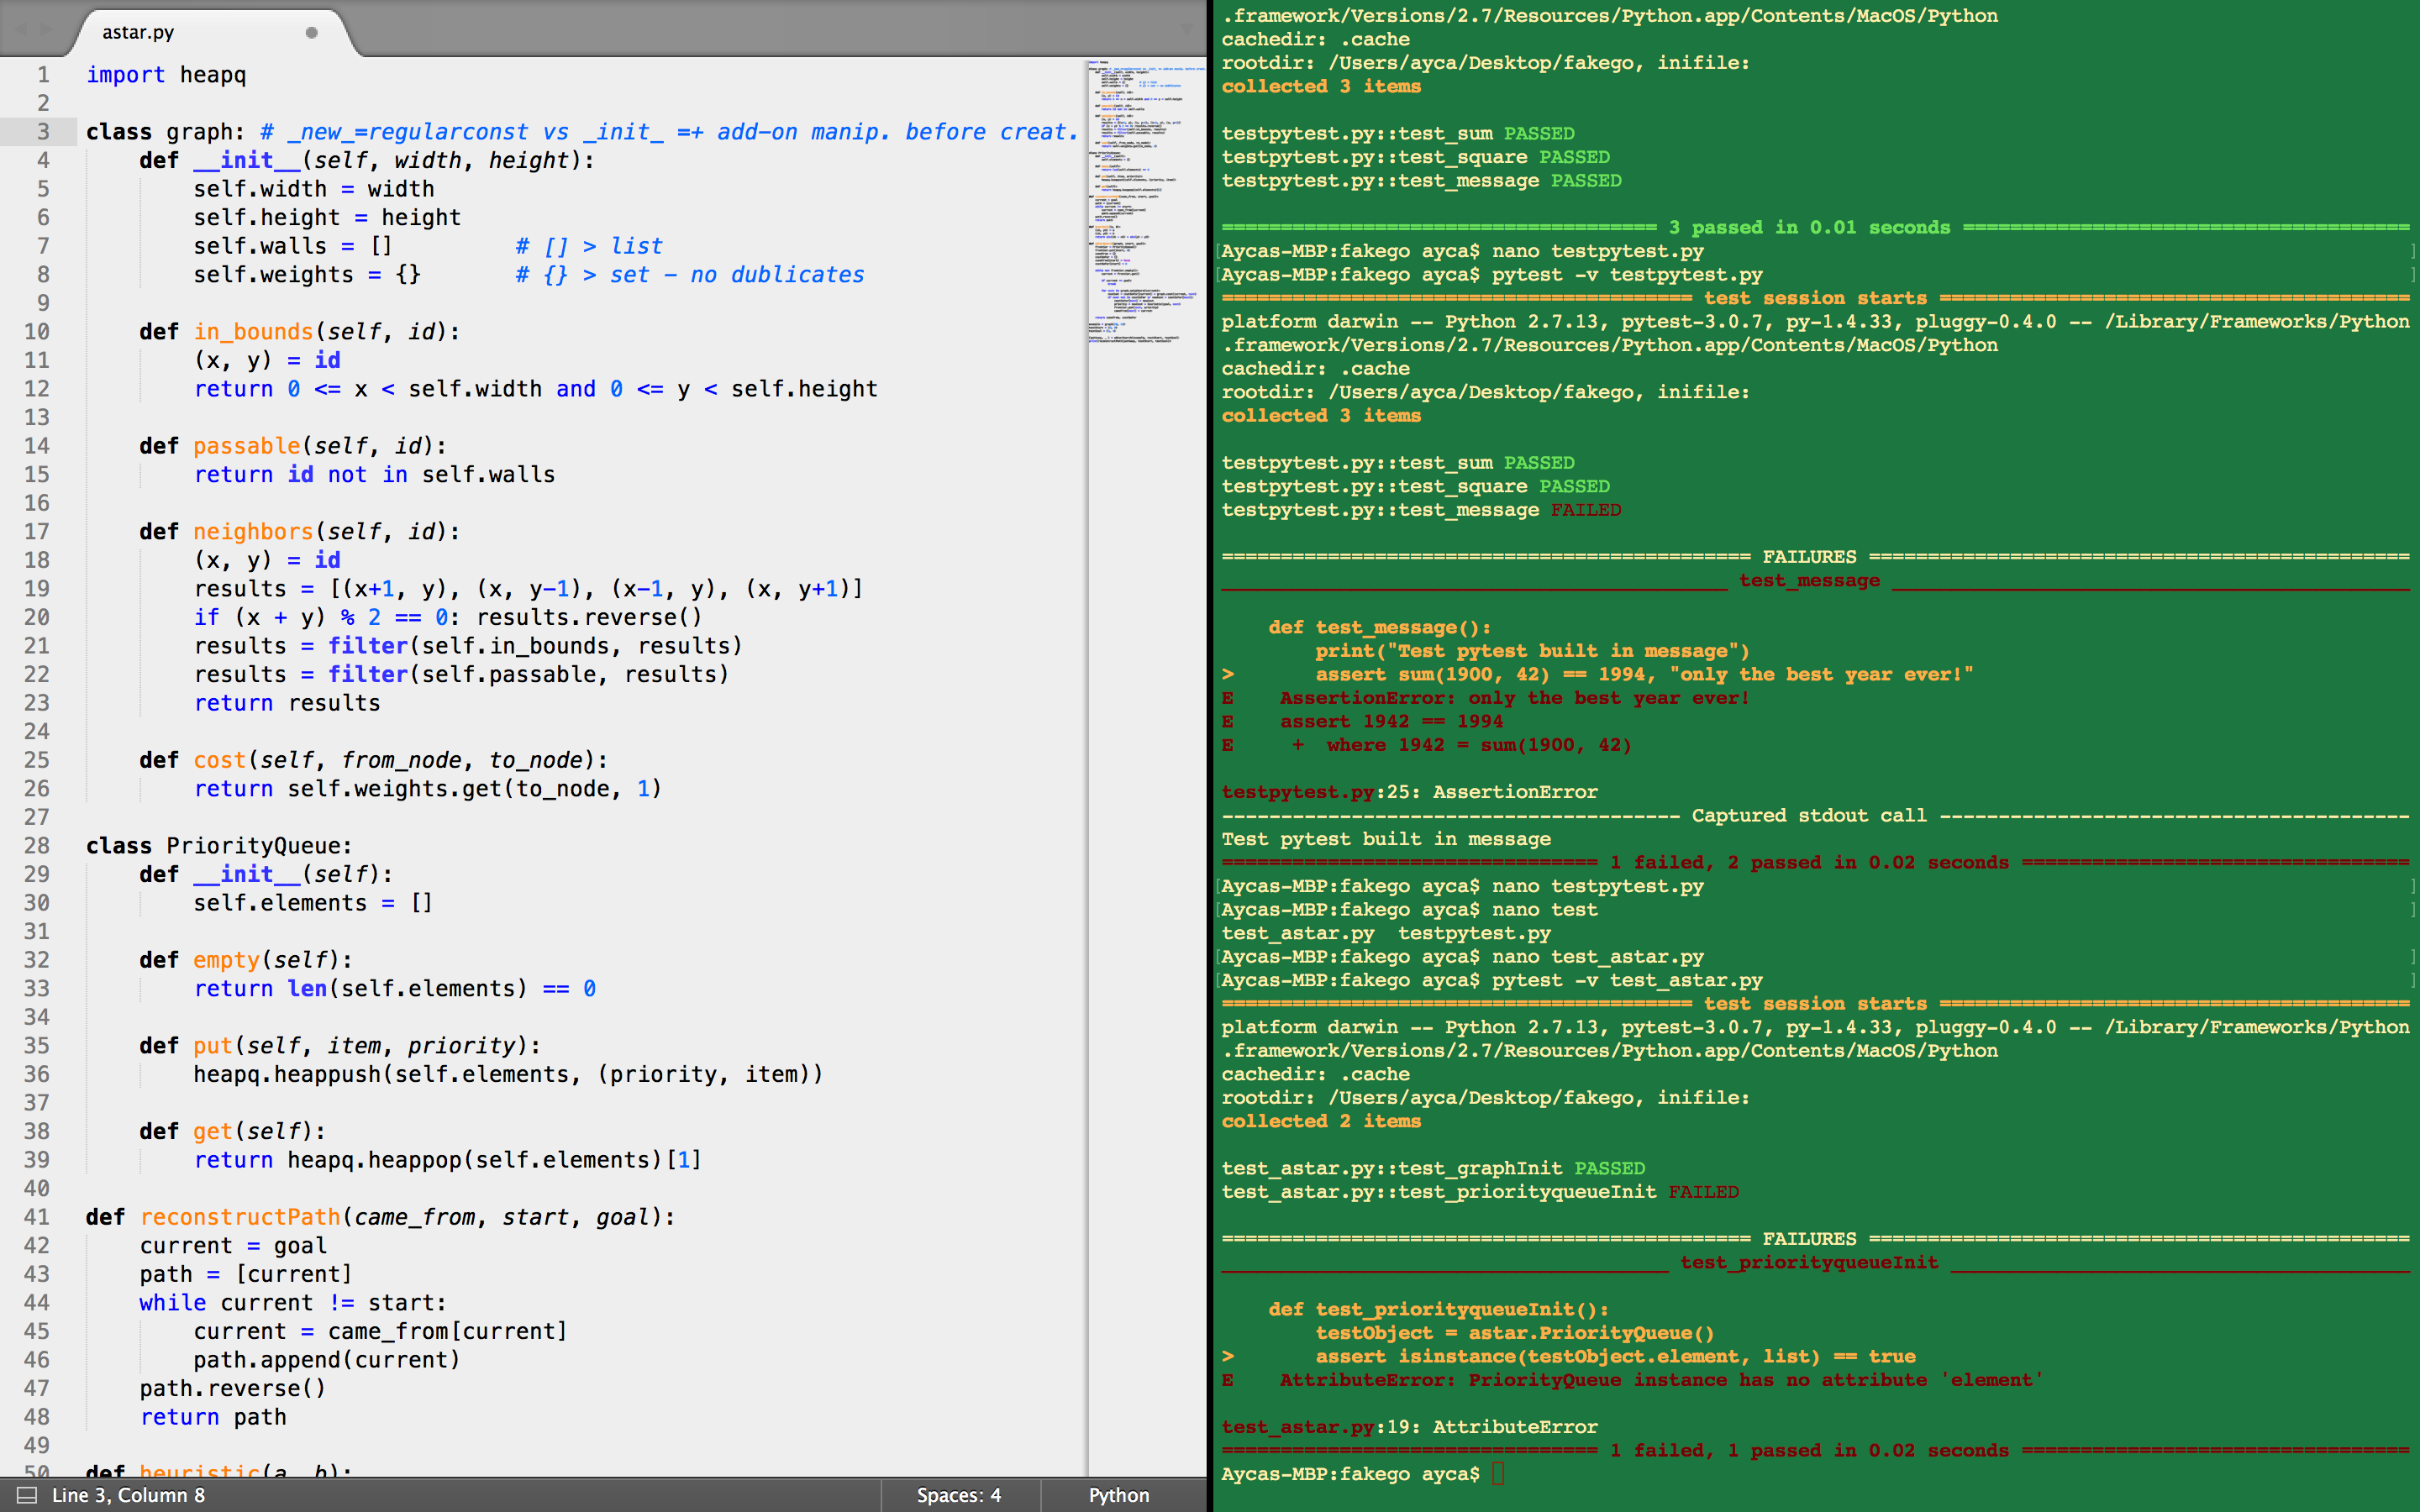 astar.py
1 import heapq
2
3 class graph: # _new_=regularconst vs _init_ =+ add-on manip. before creat.
4     def __init__(self, width, height):
5         self.width = width
6         self.height = height
7         self.walls = []         # [] > list
8         self.weights = {}       # {} > set - no dublicates
9
10     def in_bounds(self, id):
11         (x, y) = id
12         return 0 <= x < self.width and 0 <= y < self.height
13
14     def passable(self, id):
15         return id not in self.walls
16
17     def neighbors(self, id):
18         (x, y) = id
19         results = [(x+1, y), (x, y-1), (x-1, y), (x, y+1)]
20         if (x + y) % 2 == 0: results.reverse()
21         results = filter(self.in_bounds, results)
22         results = filter(self.passable, results)
23         return results
24
25     def cost(self, from_node, to_node):
26         return self.weights.get(to_node, 1)
27
28 class PriorityQueue:
29     def __init__(self):
30         self.elements = []
31
32     def empty(self):
33         return len(self.elements) == 0
34
35     def put(self, item, priority):
36         heapq.heappush(self.elements, (priority, item))
37
38     def get(self):
39         return heapq.heappop(self.elements)[1]
40
41 def reconstructPath(came_from, start, goal):
42     current = goal
43     path = [current]
44     while current != start:
45         current = came_from[current]
46         path.append(current)
47     path.reverse()
48     return path
49
50 def heuristic(a, b):
Line 3, Column 8
Spaces: 4
Python
.framework/Versions/2.7/Resources/Python.app/Contents/MacOS/Python
cachedir: .cache
rootdir: /Users/ayca/Desktop/fakego, inifile:
collected 3 items
testpytest.py::test_sum PASSED
testpytest.py::test_square PASSED
testpytest.py::test_message PASSED
===================================== 3 passed in 0.01 seconds ======================================
[Aycas-MBP:fakego ayca$ nano testpytest.py ]
[Aycas-MBP:fakego ayca$ pytest -v testpytest.py ]
======================================== test session starts ========================================
platform darwin -- Python 2.7.13, pytest-3.0.7, py-1.4.33, pluggy-0.4.0 -- /Library/Frameworks/Python
.framework/Versions/2.7/Resources/Python.app/Contents/MacOS/Python
cachedir: .cache
rootdir: /Users/ayca/Desktop/fakego, inifile:
collected 3 items
testpytest.py::test_sum PASSED
testpytest.py::test_square PASSED
testpytest.py::test_message FAILED
============================================= FAILURES ==============================================
___________________________________________ test_message ____________________________________________
    def test_message():
        print("Test pytest built in message")
>       assert sum(1900, 42) == 1994, "only the best year ever!"
E    AssertionError: only the best year ever!
E    assert 1942 == 1994
E     +  where 1942 = sum(1900, 42)
testpytest.py:25: AssertionError
--------------------------------------- Captured stdout call ----------------------------------------
Test pytest built in message
================================ 1 failed, 2 passed in 0.02 seconds =================================
[Aycas-MBP:fakego ayca$ nano testpytest.py ]
[Aycas-MBP:fakego ayca$ nano test ]
test_astar.py  testpytest.py
[Aycas-MBP:fakego ayca$ nano test_astar.py ]
[Aycas-MBP:fakego ayca$ pytest -v test_astar.py ]
======================================== test session starts ========================================
platform darwin -- Python 2.7.13, pytest-3.0.7, py-1.4.33, pluggy-0.4.0 -- /Library/Frameworks/Python
.framework/Versions/2.7/Resources/Python.app/Contents/MacOS/Python
cachedir: .cache
rootdir: /Users/ayca/Desktop/fakego, inifile:
collected 2 items
test_astar.py::test_graphInit PASSED
test_astar.py::test_priorityqueueInit FAILED
============================================= FAILURES ==============================================
______________________________________ test_priorityqueueInit _______________________________________
    def test_priorityqueueInit():
        testObject = astar.PriorityQueue()
>       assert isinstance(testObject.element, list) == true
E    AttributeError: PriorityQueue instance has no attribute 'element'
test_astar.py:19: AttributeError
================================ 1 failed, 1 passed in 0.02 seconds =================================
Aycas-MBP:fakego ayca$